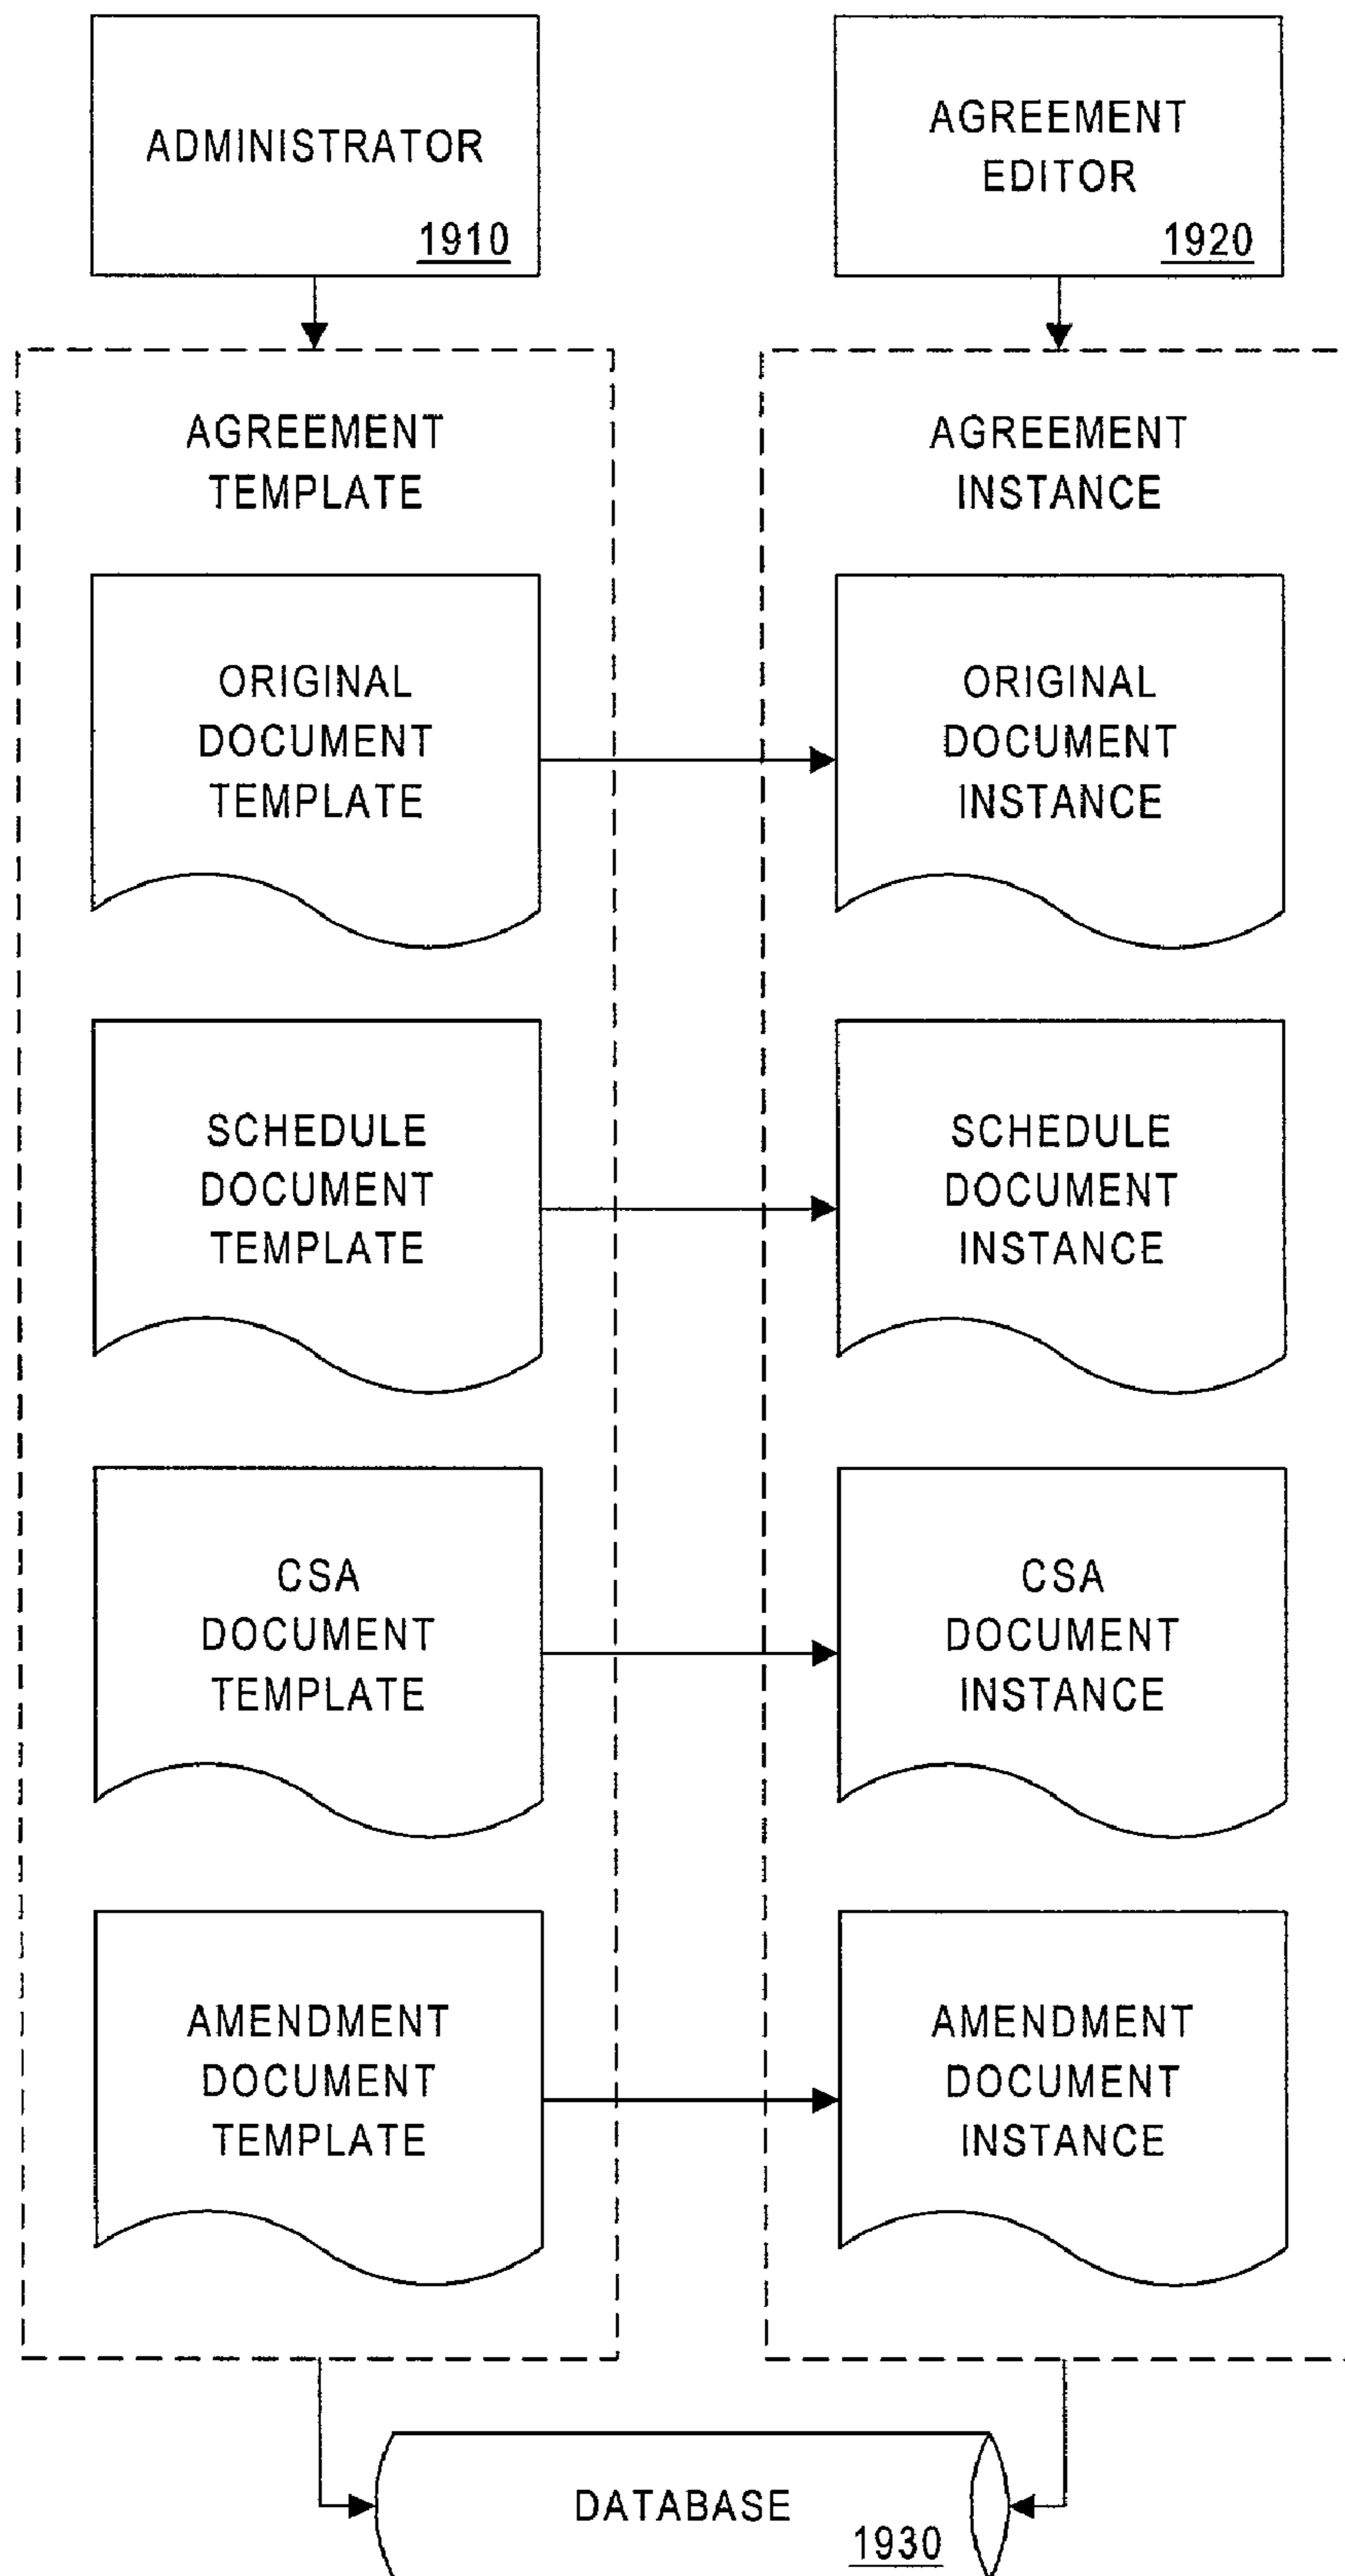 ADMINISTRATOR
1910
AGREEMENT
EDITOR
1920
AGREEMENT
TEMPLATE
ORIGINAL
DOCUMENT
TEMPLATE
SCHEDULE
DOCUMENT
TEMPLATE
CSA
DOCUMENT
TEMPLATE
AMENDMENT
DOCUMENT
TEMPLATE
AGREEMENT
INSTANCE
ORIGINAL
DOCUMENT
INSTANCE
SCHEDULE
DOCUMENT
INSTANCE
CSA
DOCUMENT
INSTANCE
AMENDMENT
DOCUMENT
INSTANCE
DATABASE
1930